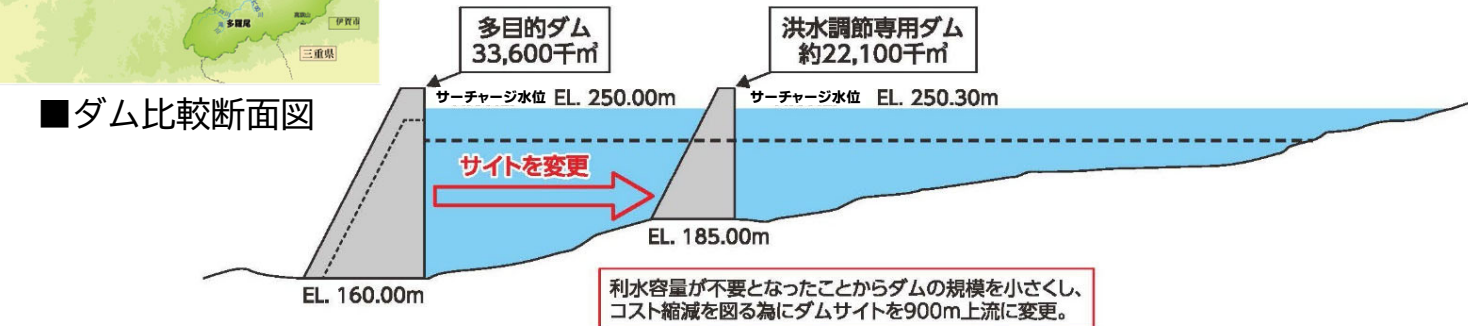 多羅尾
伊賀市
三重県
■ダム比較断面図
多目的ダム
33,600千㎥
洪水調節専用ダム
約22,100千㎥
サーチャージ水位 EL. 250.00m
サーチャージ水位 EL. 250.30m
サイトを変更
EL. 185.00m
EL. 160.00m
利水容量が不要となったことからダムの規模を小さくし、
コスト縮減を図る為にダムサイトを900m上流に変更。